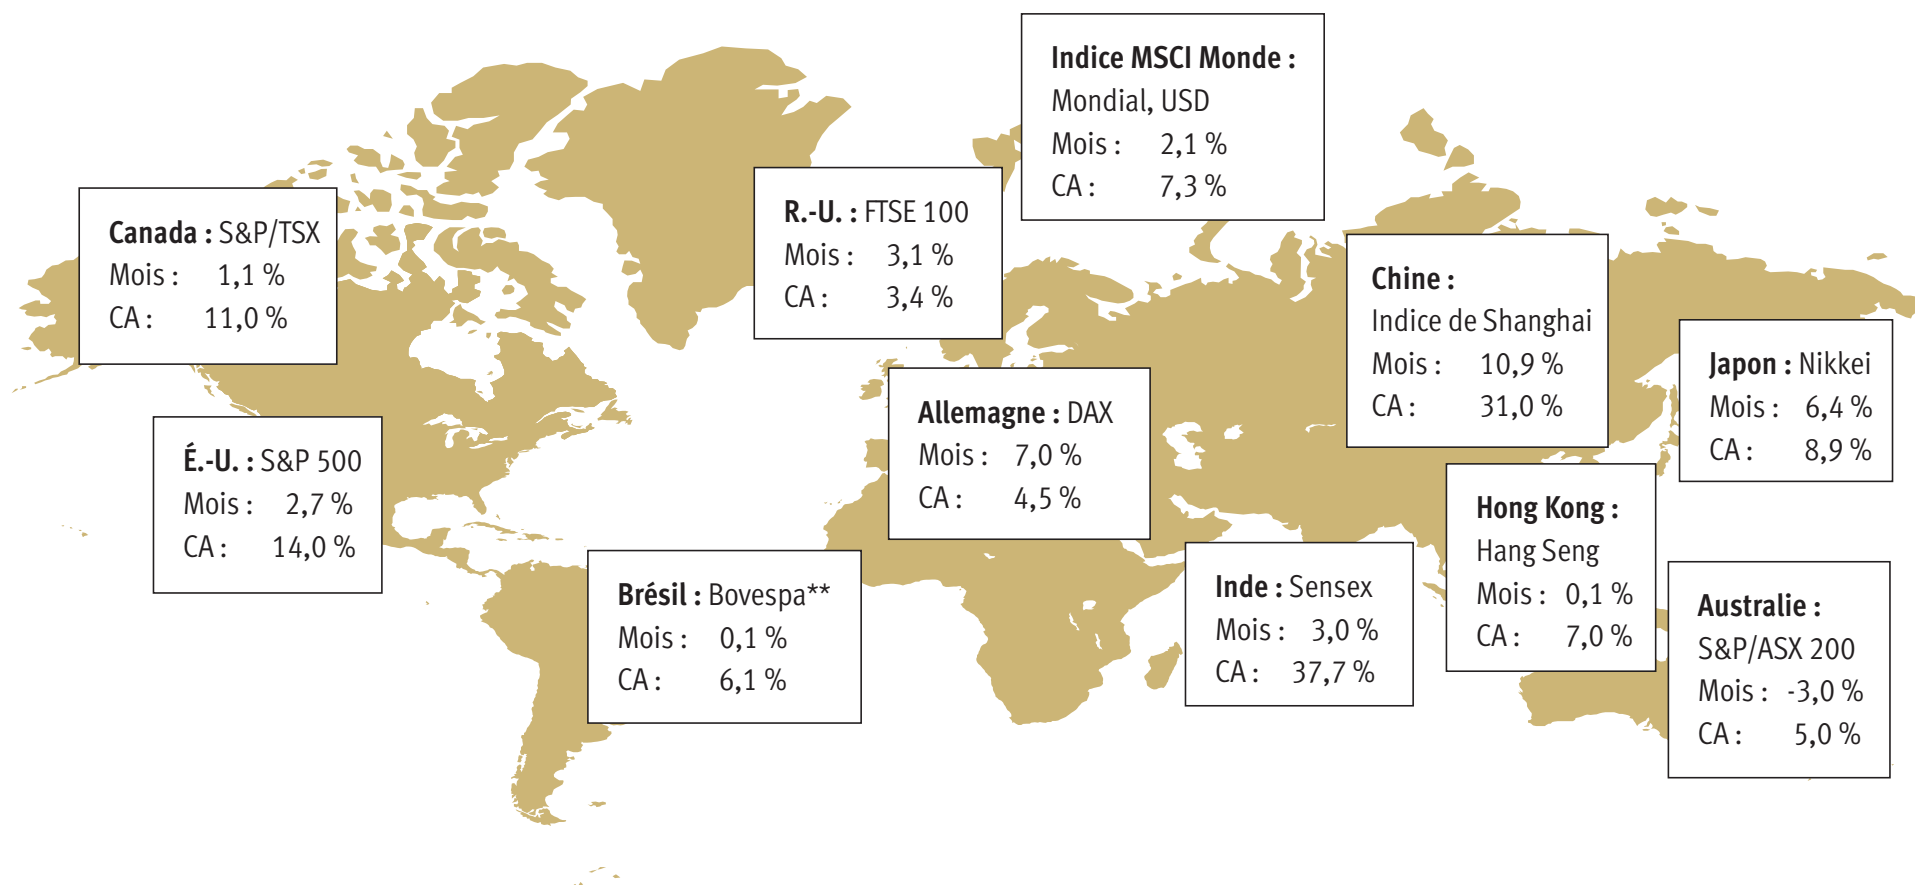 Indice MSCI Monde :
Mondial, USD
Mois : 2,1 %
CA : 7,3 %
Canada : S&P/TSX
Mois : 1,1 %
CA : 11,0 %
R.-U. : FTSE 100
Mois : 3,1 %
CA : 3,4 %
Chine :
Indice de Shanghai
Mois : 10,9 %
CA : 31,0 %
Japon : Nikkei
Mois : 6,4 %
CA : 8,9 %
Allemagne : DAX
Mois : 7,0 %
CA : 4,5 %
É.-U. : S&P 500
Mois : 2,7 %
CA : 14,0 %
Hong Kong :
Hang Seng
Mois : 0,1 %
CA : 7,0 %
Brésil : Bovespa**
Mois : 0,1 %
CA : 6,1 %
Inde : Sensex
Mois : 3,0 %
CA : 37,7 %
Australie :
S&P/ASX 200
Mois : -3,0 %
CA : 5,0 %